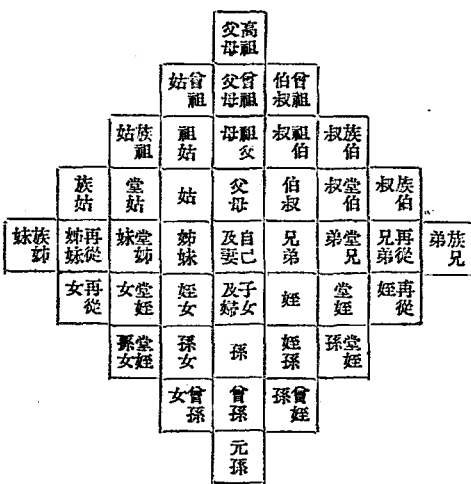 高祖父母
曾祖伯叔
曾祖父母
曾祖姑
族伯叔
祖伯叔
祖父母
祖姑
族祖姑
族伯叔
堂伯叔
伯叔
父母
姑
堂姑
族姑
族兄弟
再從兄弟
堂兄弟
兄弟
自己及妻
姊妹
堂姊妹
再從姊妹
族姊妹
再從姪
堂姪
姪
子女及婦
姪女
堂姪女
再從女
堂姪孫
姪孫
孫
孫女
堂姪孫女
曾姪孫
曾孫
曾孫女
元孫